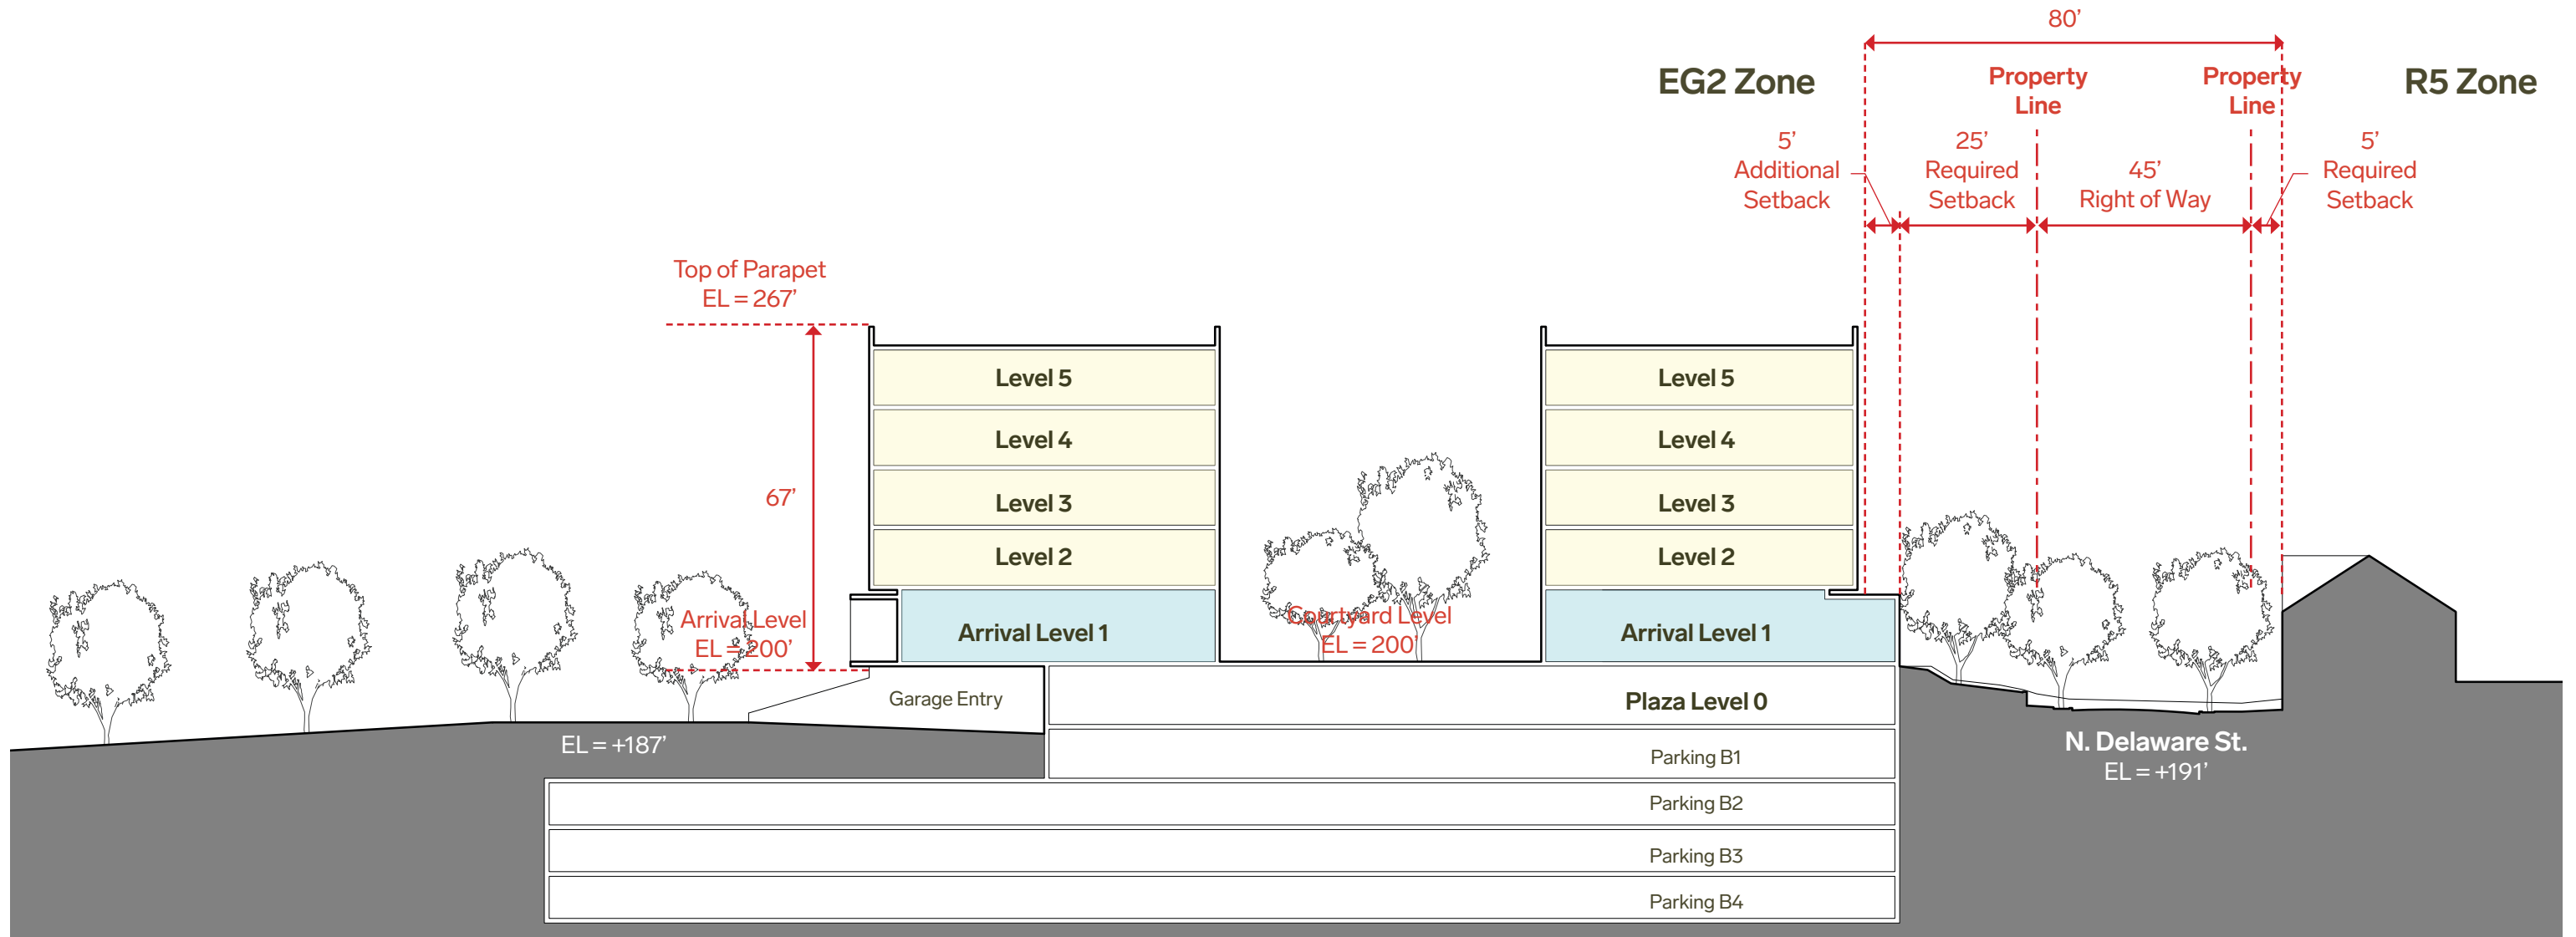 80’
EG2 Zone
Property
Line
Property
Line
R5 Zone
5’
Additional
Setback
25’
Required
Setback
45’
Right of Way
5’
Required
Setback
Top of Parapet
EL = 267’
67’
Level 5
Level 5
Level 4
Level 4
Level 3
Level 3
Level 2
Level 2
Arrival Level
EL = 200’
Arrival Level 1
Courtyard Level
EL = 200’
Arrival Level 1
Garage Entry
Plaza Level 0
EL = +187’
Parking B1
N. Delaware St.
EL = +191’
Parking B2
Parking B3
Parking B4